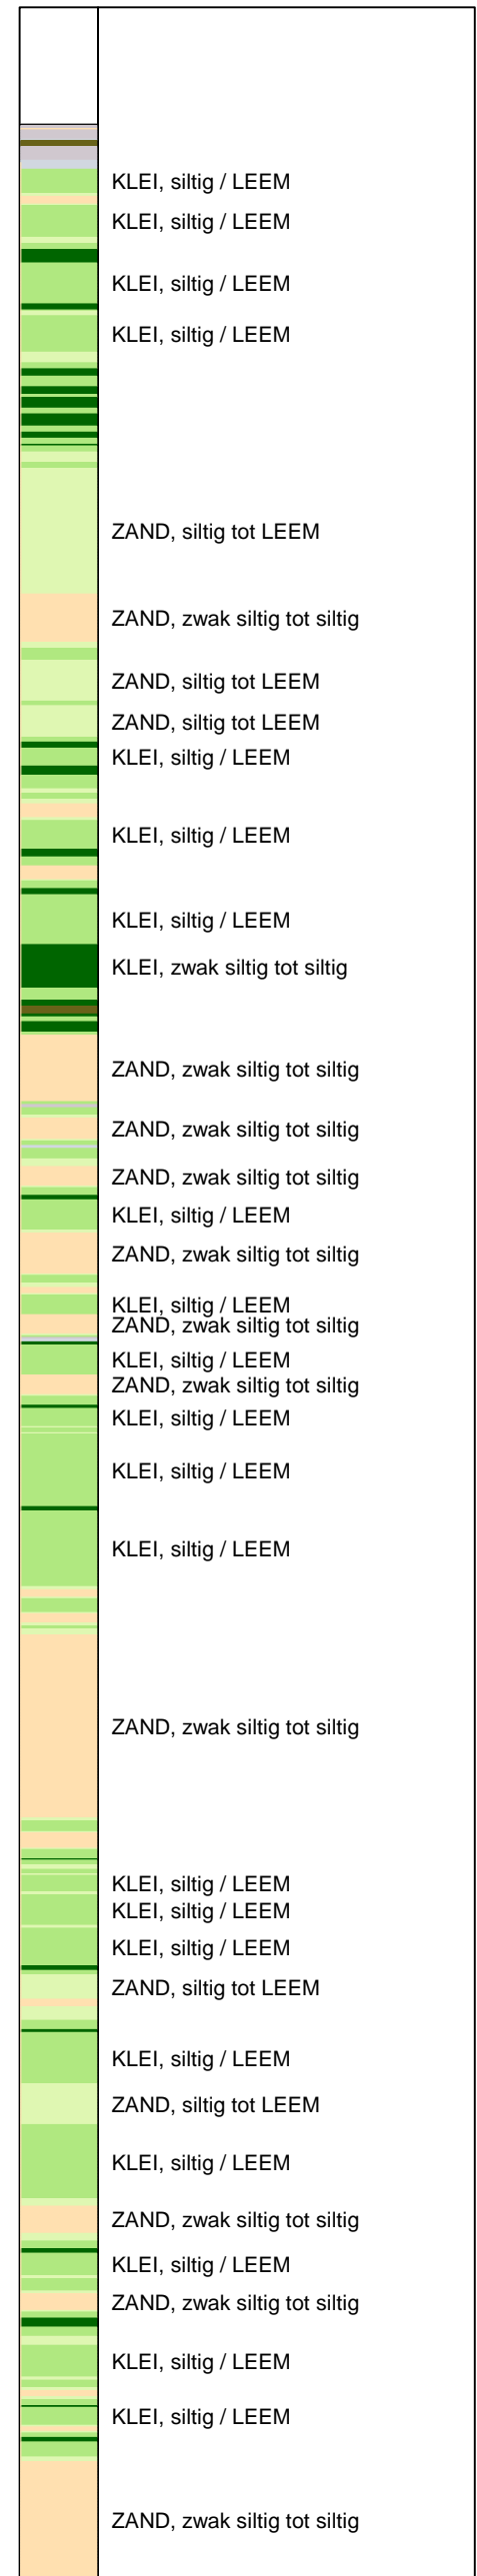 KLEI, siltig / LEEM
KLEI, siltig / LEEM
KLEI, siltig / LEEM
KLEI, siltig / LEEM
ZAND, siltig tot LEEM
ZAND, zwak siltig tot siltig
ZAND, siltig tot LEEM
ZAND, siltig tot LEEM
KLEI, siltig / LEEM
KLEI, siltig / LEEM
KLEI, siltig / LEEM
KLEI, zwak siltig tot siltig
ZAND, zwak siltig tot siltig
ZAND, zwak siltig tot siltig
ZAND, zwak siltig tot siltig
KLEI, siltig / LEEM
ZAND, zwak siltig tot siltig
KLEI, siltig / LEEM
ZAND, zwak siltig tot siltig
KLEI, siltig / LEEM
ZAND, zwak siltig tot siltig
KLEI, siltig / LEEM
KLEI, siltig / LEEM
KLEI, siltig / LEEM
ZAND, zwak siltig tot siltig
KLEI, siltig / LEEM
KLEI, siltig / LEEM
KLEI, siltig / LEEM
ZAND, siltig tot LEEM
KLEI, siltig / LEEM
ZAND, siltig tot LEEM
KLEI, siltig / LEEM
ZAND, zwak siltig tot siltig
KLEI, siltig / LEEM
ZAND, zwak siltig tot siltig
KLEI, siltig / LEEM
KLEI, siltig / LEEM
ZAND, zwak siltig tot siltig